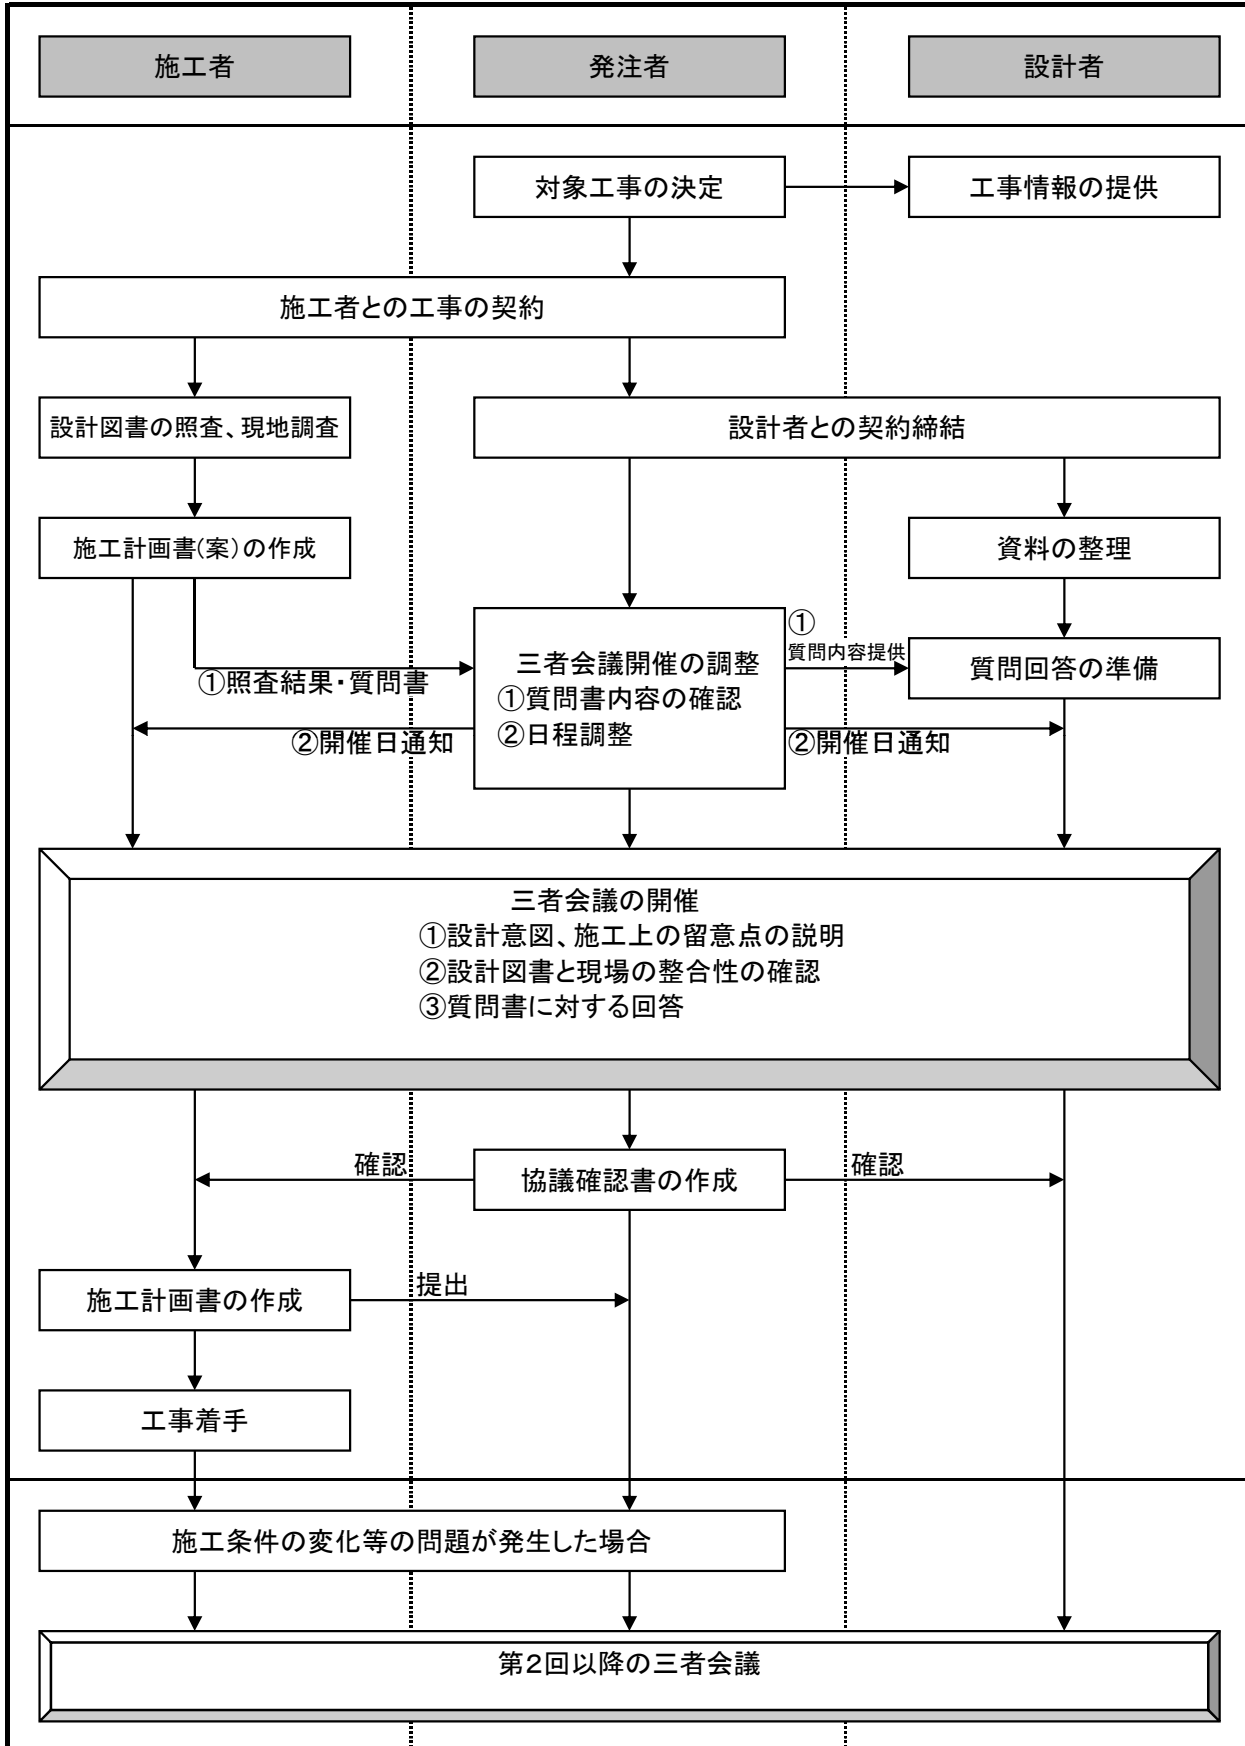 施工者
発注者
設計者
対象工事の決定
工事情報の提供
施工者との工事の契約
設計図書の照査、現地調査
設計者との契約締結
施工計画書(案)の作成
資料の整理
三者会議開催の調整
①質問書内容の確認
②日程調整
①
質問内容提供
質問回答の準備
①照査結果・質問書
②開催日通知
②開催日通知
三者会議の開催
①設計意図、施工上の留意点の説明
②設計図書と現場の整合性の確認
③質問書に対する回答
確認
協議確認書の作成
確認
施工計画書の作成
提出
工事着手
施工条件の変化等の問題が発生した場合
第2回以降の三者会議